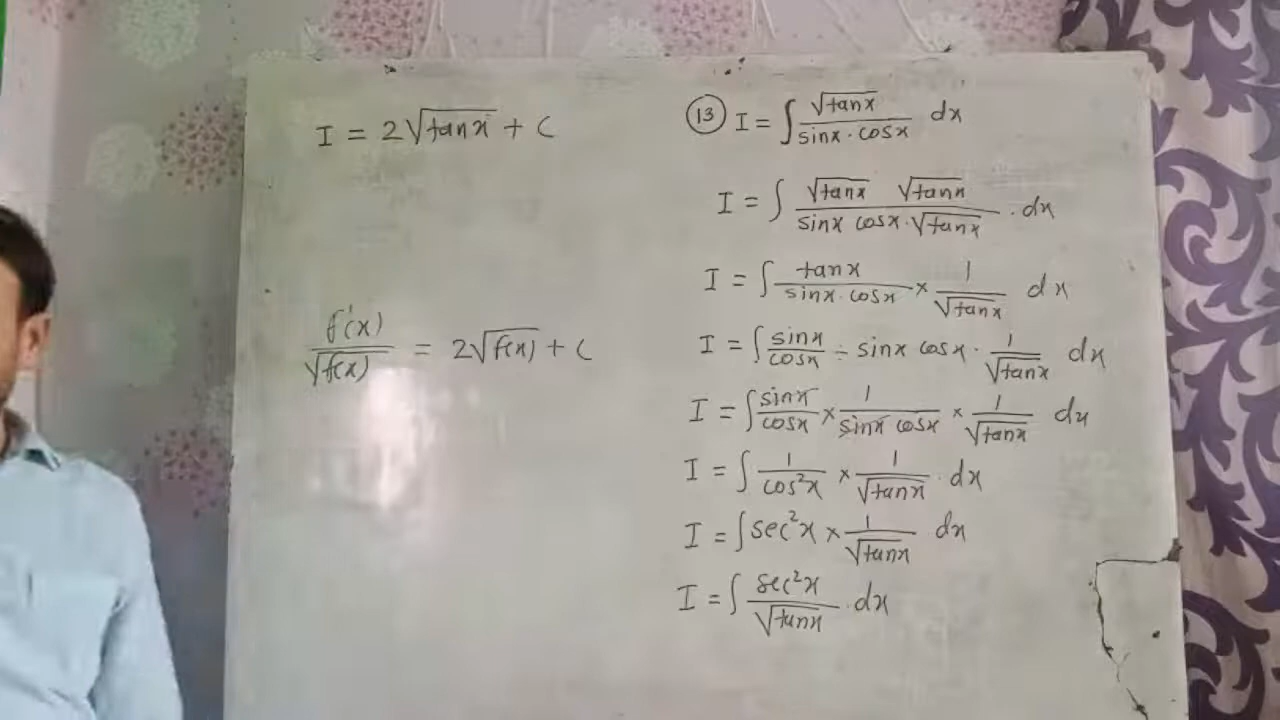 I = 2√tanx + C
f'(x)/√f(x) = 2√f(x) + C
(13) I = ∫ √tanx / sinx · cosx dx
I = ∫ √tanx √tanx / sinx cosx · √tanx · dx
I = ∫ tanx / sinx · cosx × 1/√tanx dx
I = ∫ sinx/cosx ÷ sinx cosx · 1/√tanx dx
I = ∫ sinx/cosx × 1/sinx cosx × 1/√tanx dx
I = ∫ 1/cos²x × 1/√tanx · dx
I = ∫ sec²x × 1/√tanx dx
I = ∫ sec²x/√tanx · dx